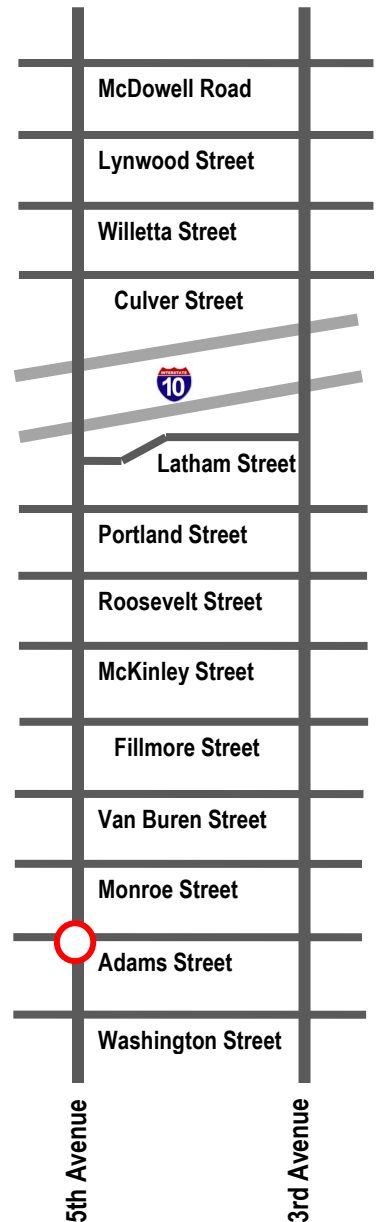 McDowell Road
Lynwood Street
Willetta Street
Culver Street
INTERSTATE
10
Latham Street
Portland Street
Roosevelt Street
McKinley Street
Fillmore Street
Van Buren Street
Monroe Street
Adams Street
Washington Street
5th Avenue
3rd Avenue